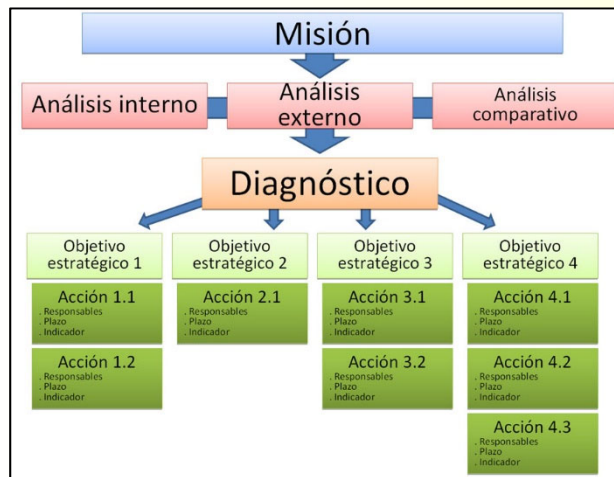 Misión
Análisis interno
Análisis
externo
Análisis
comparativo
Diagnóstico
Objetivo
estratégico 1
Acción 1.1
. Responsables
. Plazo
. Indicador
Acción 1.2
. Responsables
. Plazo
. Indicador
Objetivo
estratégico 2
Acción 2.1
. Responsables
. Plazo
. Indicador
Objetivo
estratégico 3
Acción 3.1
. Responsables
. Plazo
. Indicador
Acción 3.2
. Responsables
. Plazo
. Indicador
Objetivo
estratégico 4
Acción 4.1
. Responsables
. Plazo
. Indicador
Acción 4.2
. Responsables
. Plazo
. Indicador
Acción 4.3
. Responsables
. Plazo
. Indicador